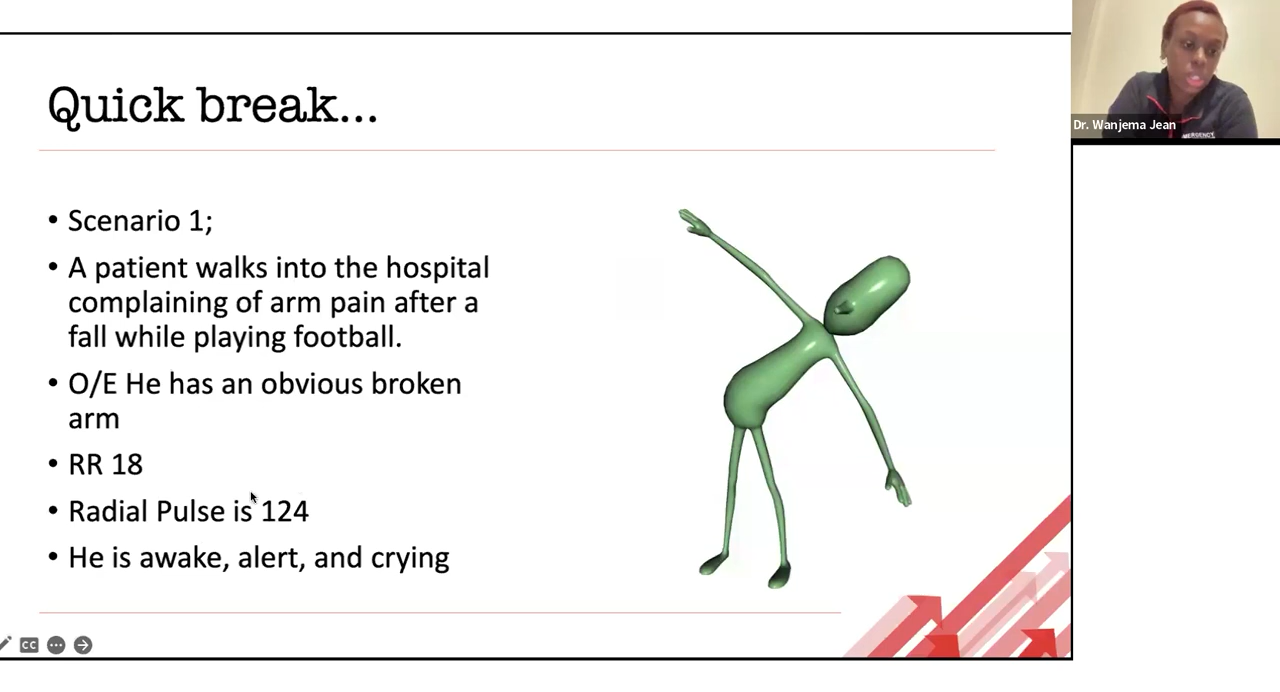 Quick break...
• Scenario 1;
• A patient walks into the hospital
complaining of arm pain after a
fall while playing football.
• O/E He has an obvious broken
arm
• RR 18
• Radial Pulse is 124
• He is awake, alert, and crying
CC
Dr. Wanjema Jean